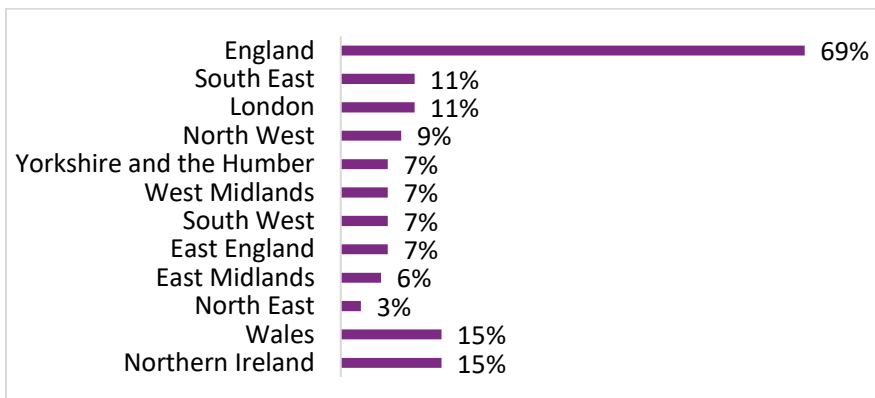 England 69%
South East 11%
London 11%
North West 9%
Yorkshire and the Humber 7%
West Midlands 7%
South West 7%
East England 7%
East Midlands 6%
North East 3%
Wales 15%
Northern Ireland 15%